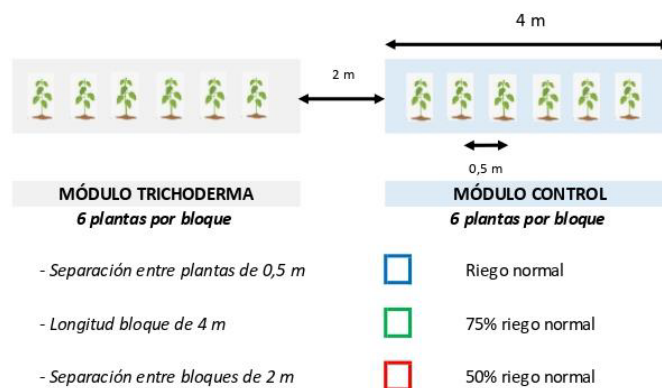 4 m
2 m
0,5 m
MÓDULO TRICHODERMA
6 plantas por bloque
MÓDULO CONTROL
6 plantas por bloque
- Separación entre plantas de 0,5 m
- Longitud bloque de 4 m
- Separación entre bloques de 2 m
Riego normal
75% riego normal
50% riego normal